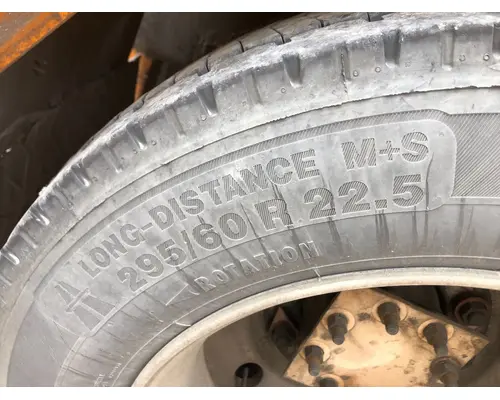 LONG-DISTANCE M+S
295/60 R 22.5
ROTATION